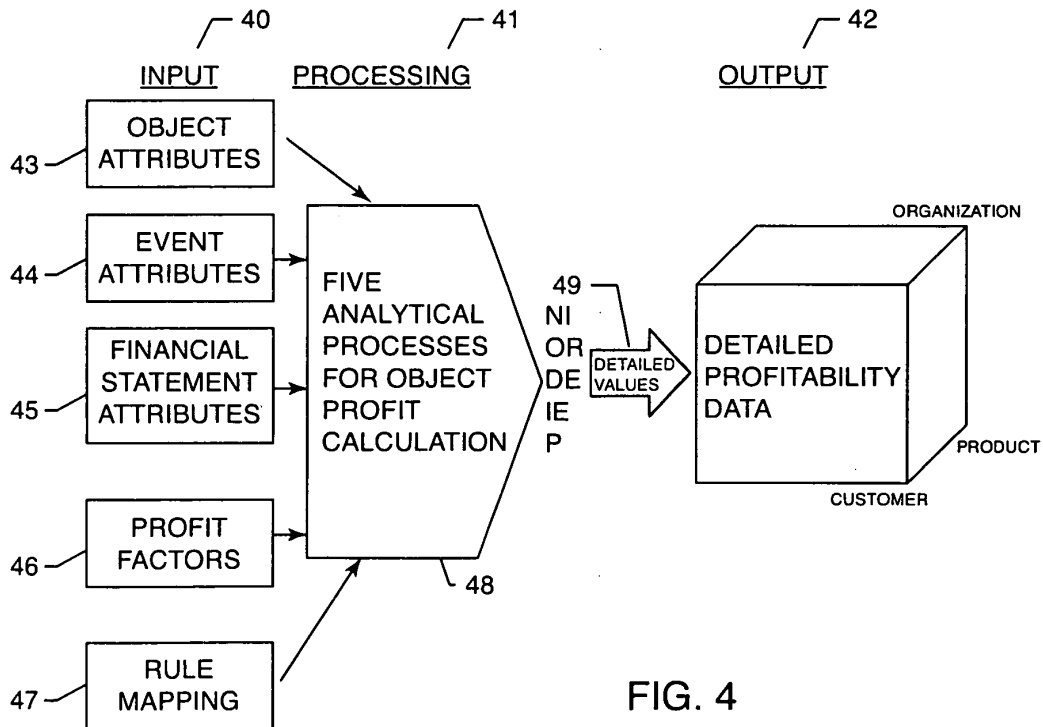 40
41
42
INPUT
PROCESSING
OUTPUT
OBJECT
ATTRIBUTES
43
EVENT
ATTRIBUTES
44
FINANCIAL
STATEMENT
ATTRIBUTES
45
PROFIT
FACTORS
46
RULE
MAPPING
47
FIVE
ANALYTICAL
PROCESSES
FOR OBJECT
PROFIT
CALCULATION
48
NI
OR
DE
IE
P
49
DETAILED
VALUES
ORGANIZATION
DETAILED
PROFITABILITY
DATA
PRODUCT
CUSTOMER
FIG. 4